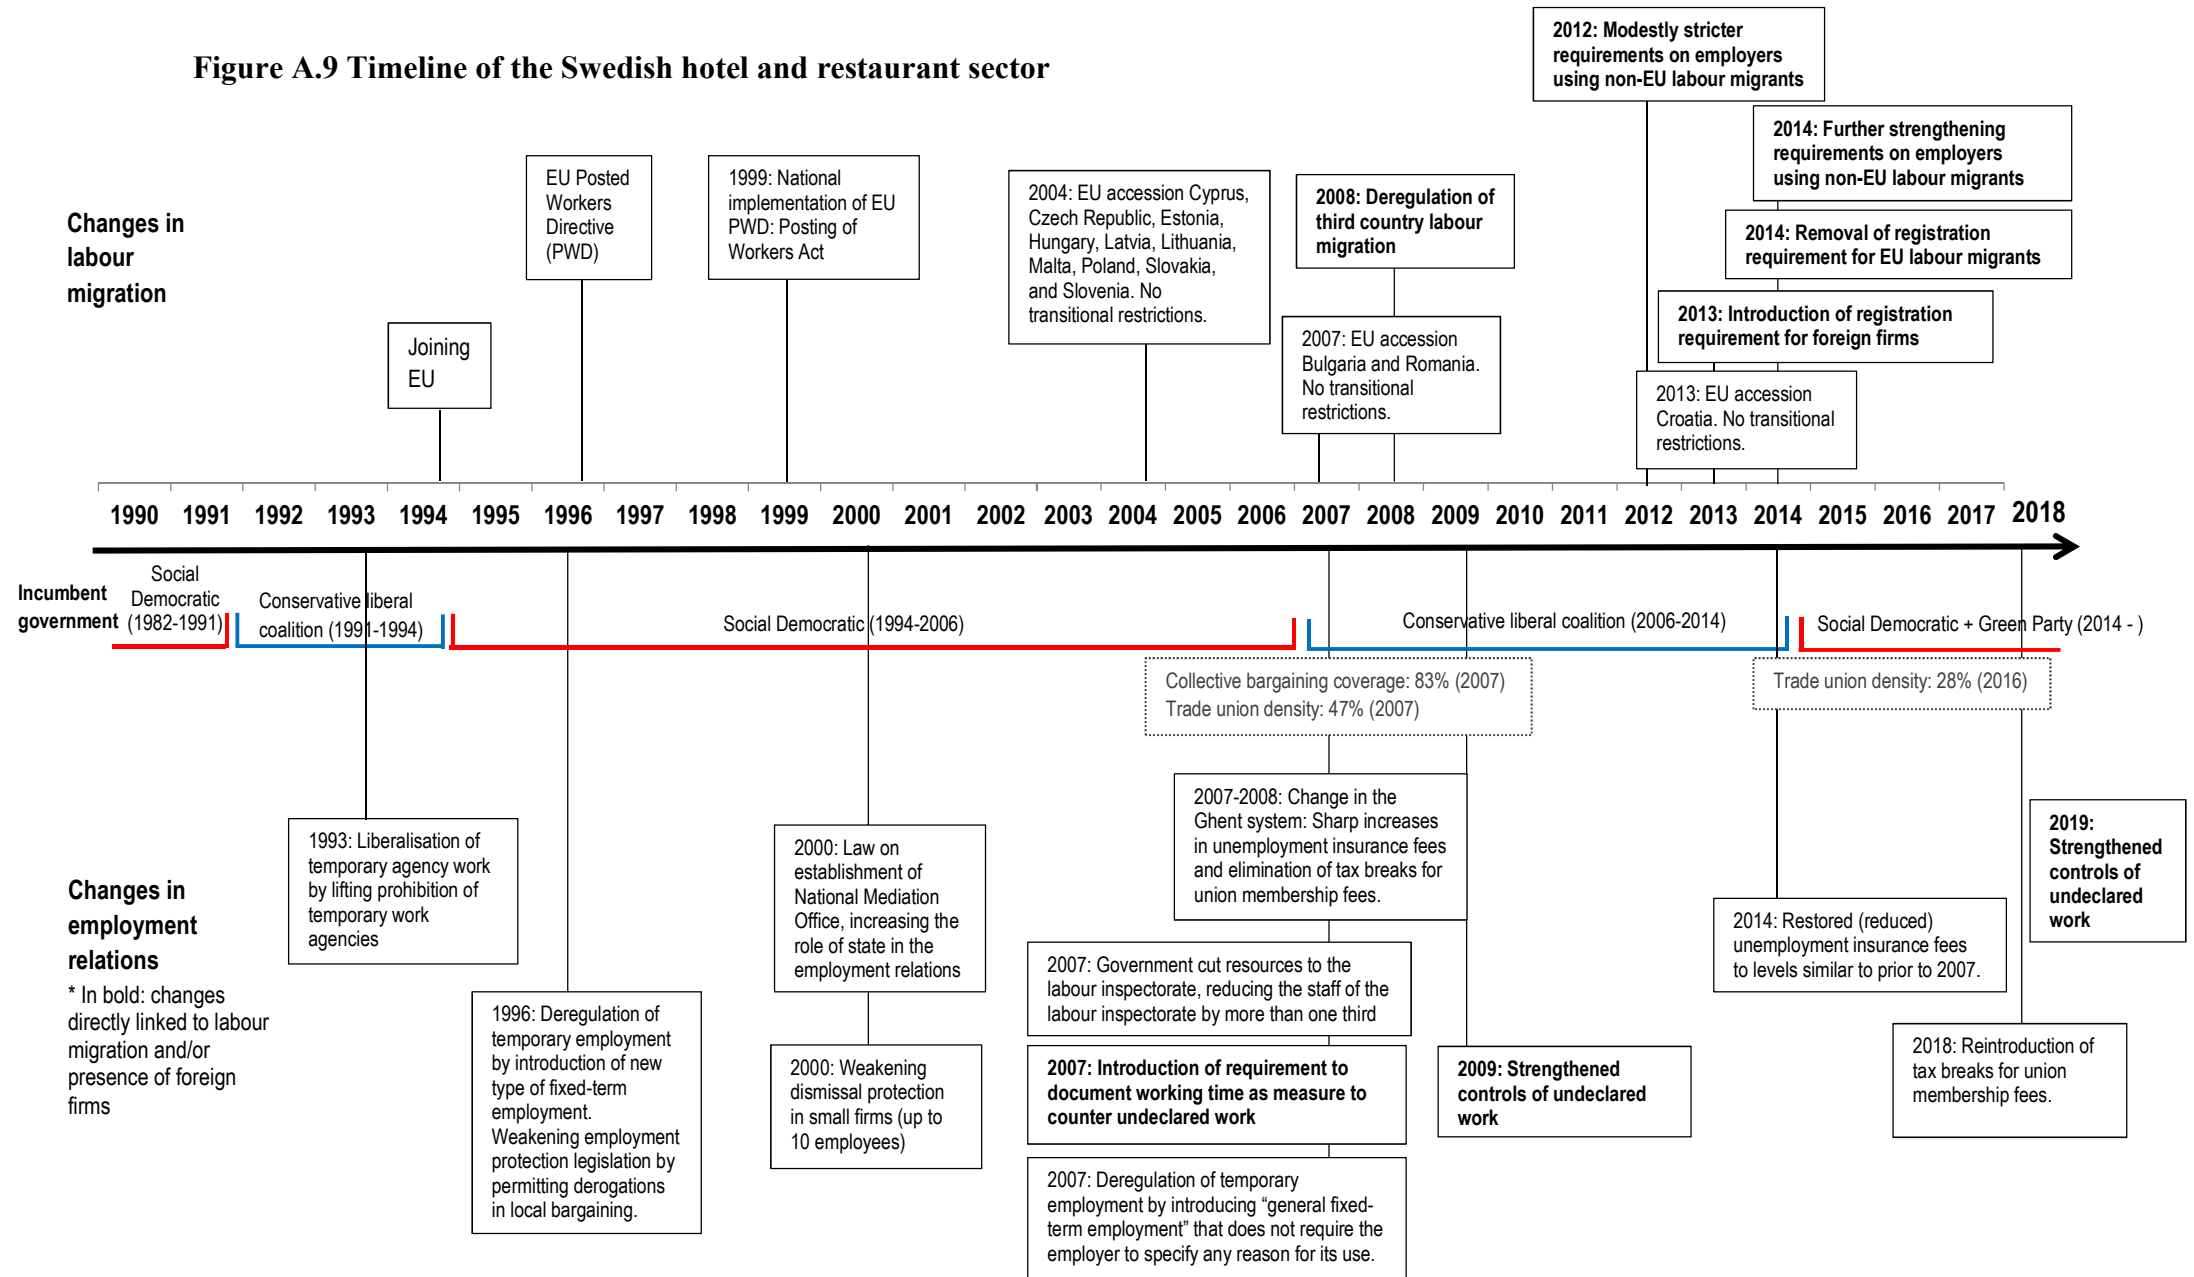 Figure A.9 Timeline of the Swedish hotel and restaurant sector
2012: Modestly stricter
requirements on employers
using non-EU labour migrants
2014: Further strengthening
requirements on employers
using non-EU labour migrants
Changes in
labour
migration
EU Posted
Workers
Directive
(PWD)
1999: National
implementation of EU
PWD: Posting of
Workers Act
2004: EU accession Cyprus,
Czech Republic, Estonia,
Hungary, Latvia, Lithuania,
Malta, Poland, Slovakia,
and Slovenia. No
transitional restrictions.
2008: Deregulation of
third country labour
migration
2014: Removal of registration
requirement for EU labour migrants
2013: Introduction of registration
requirement for foreign firms
Joining
EU
2007: EU accession
Bulgaria and Romania.
No transitional
restrictions.
2013: EU accession
Croatia. No transitional
restrictions.
1990 1991 1992 1993 1994 1995 1996 1997 1998 1999 2000 2001 2002 2003 2004 2005 2006 2007 2008 2009 2010 2011 2012 2013 2014 2015 2016 2017 2018
Incumbent
government
Social
Democratic
(1982-1991)
Conservative liberal
coalition (1991-1994)
Social Democratic (1994-2006)
Conservative liberal coalition (2006-2014)
Social Democratic + Green Party (2014 - )
Collective bargaining coverage: 83% (2007)
Trade union density: 47% (2007)
Trade union density: 28% (2016)
Changes in
employment
relations
* In bold: changes
directly linked to labour
migration and/or
presence of foreign
firms
1993: Liberalisation of
temporary agency work
by lifting prohibition of
temporary work
agencies
1996: Deregulation of
temporary employment
by introduction of new
type of fixed-term
employment.
Weakening employment
protection legislation by
permitting derogations
in local bargaining.
2000: Law on
establishment of
National Mediation
Office, increasing the
role of state in the
employment relations
2000: Weakening
dismissal protection
in small firms (up to
10 employees)
2007-2008: Change in the
Ghent system: Sharp increases
in unemployment insurance fees
and elimination of tax breaks for
union membership fees.
2007: Government cut resources to the
labour inspectorate, reducing the staff of the
labour inspectorate by more than one third
2007: Introduction of requirement to
document working time as measure to
counter undeclared work
2007: Deregulation of temporary
employment by introducing “general fixed-
term employment” that does not require the
employer to specify any reason for its use.
2009: Strengthened
controls of undeclared
work
2014: Restored (reduced)
unemployment insurance fees
to levels similar to prior to 2007.
2019:
Strengthened
controls of
undeclared
work
2018: Reintroduction of
tax breaks for union
membership fees.